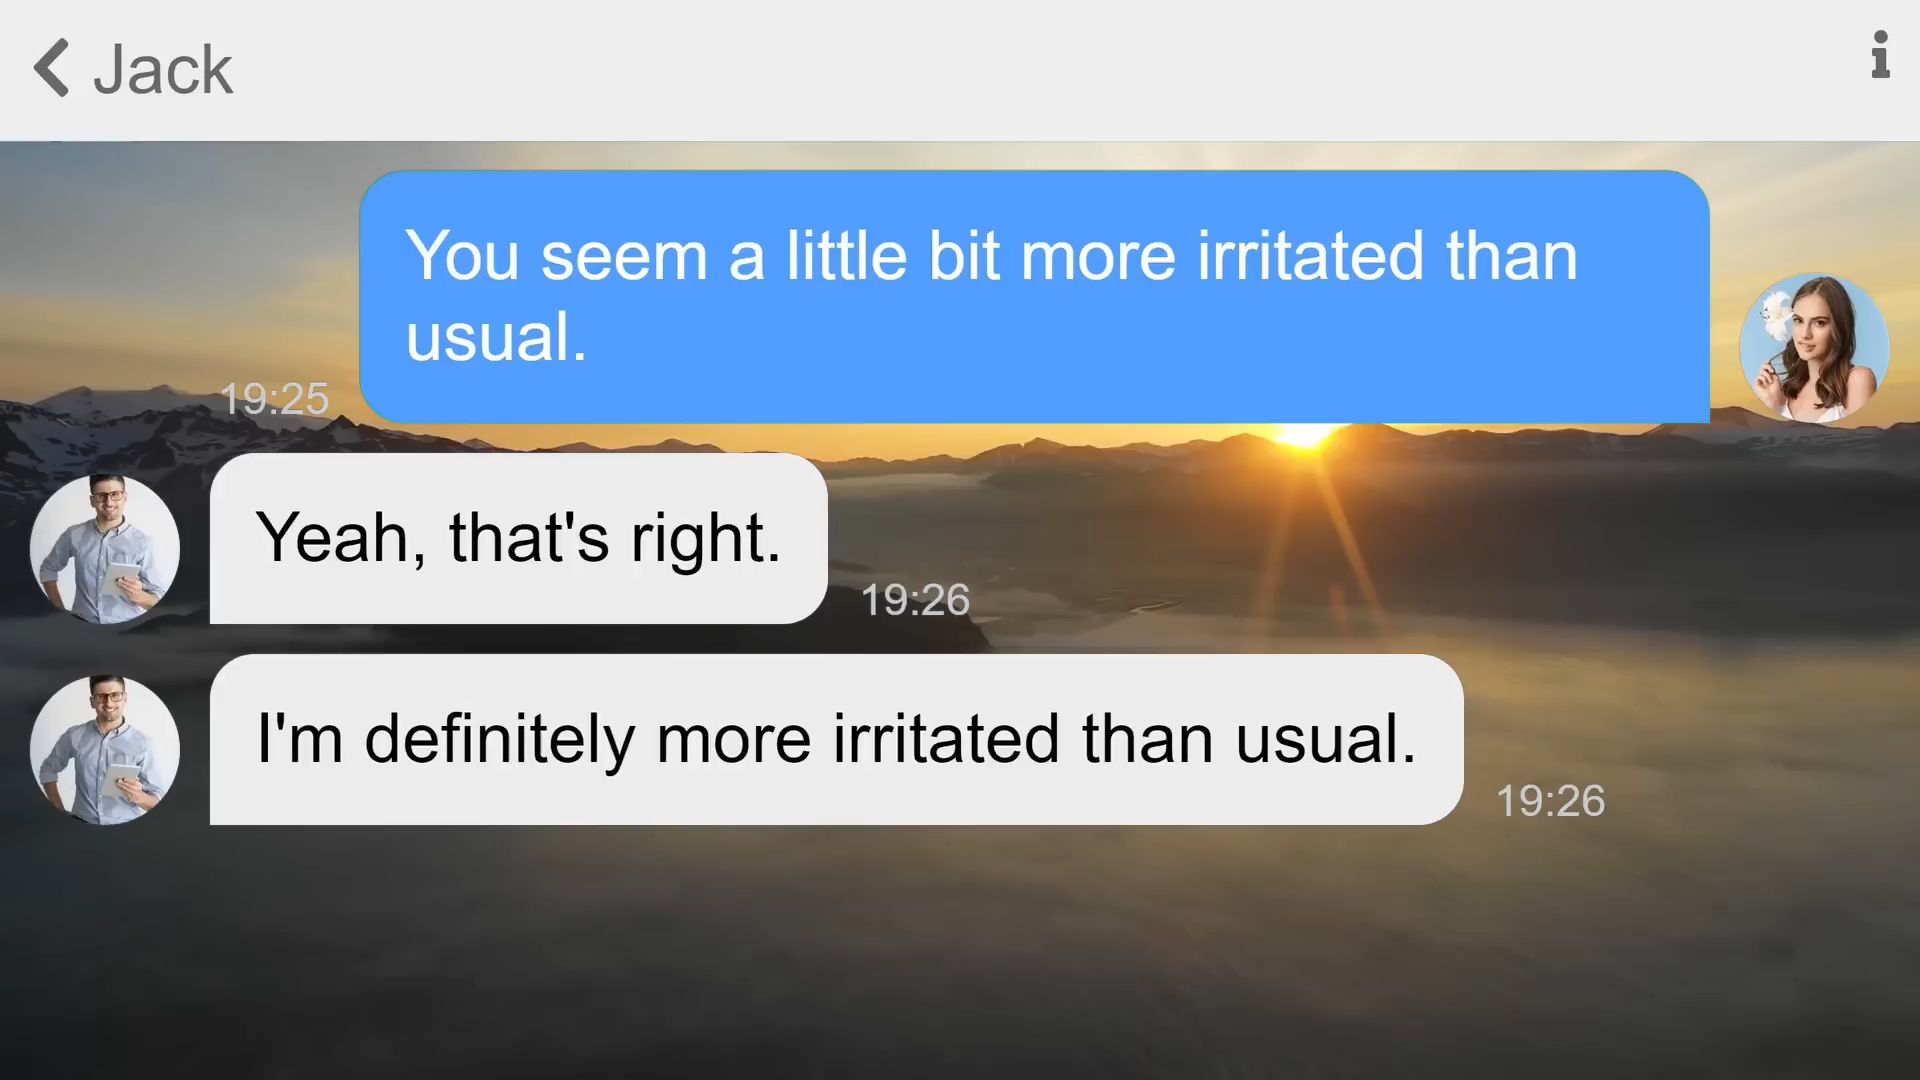 Jack
You seem a little bit more irritated than
usual.
19:25
Yeah, that's right.
19:26
I'm definitely more irritated than usual.
19:26